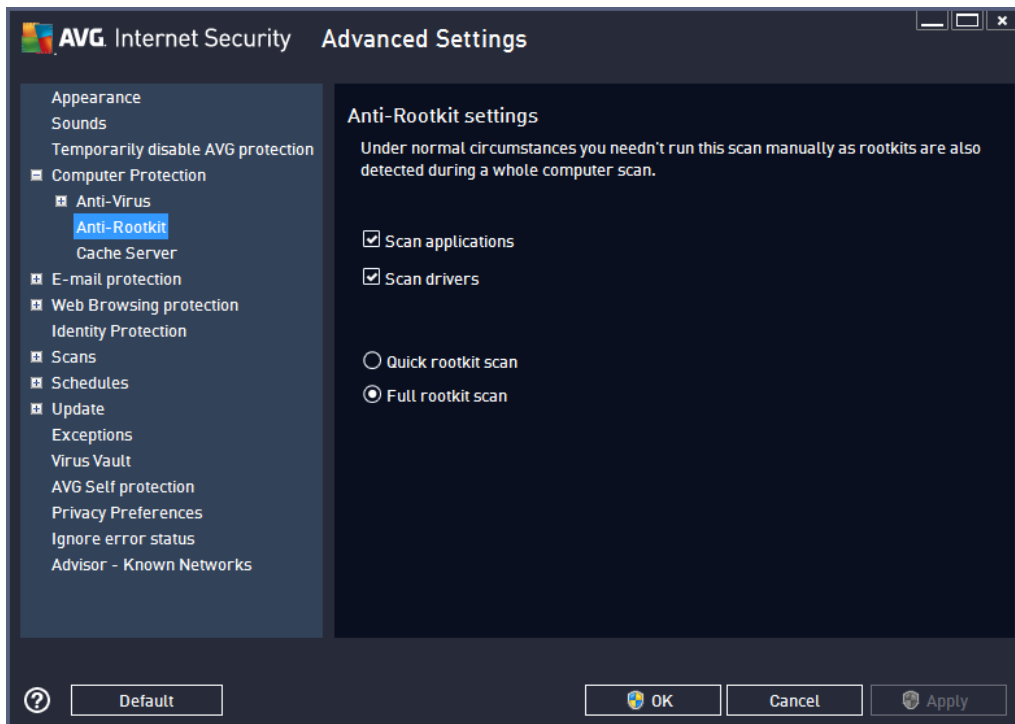 AVG. Internet Security Advanced Settings
Appearance
Sounds
Temporarily disable AVG protection
Computer Protection
Anti-Virus
Anti-Rootkit
Cache Server
E-mail protection
Web Browsing protection
Identity Protection
Scans
Schedules
Update
Exceptions
Virus Vault
AVG Self protection
Privacy Preferences
Ignore error status
Advisor - Known Networks
Anti-Rootkit settings
Under normal circumstances you needn't run this scan manually as rootkits are also
detected during a whole computer scan.
Scan applications
Scan drivers
Quick rootkit scan
Full rootkit scan
? Default OK Cancel Apply